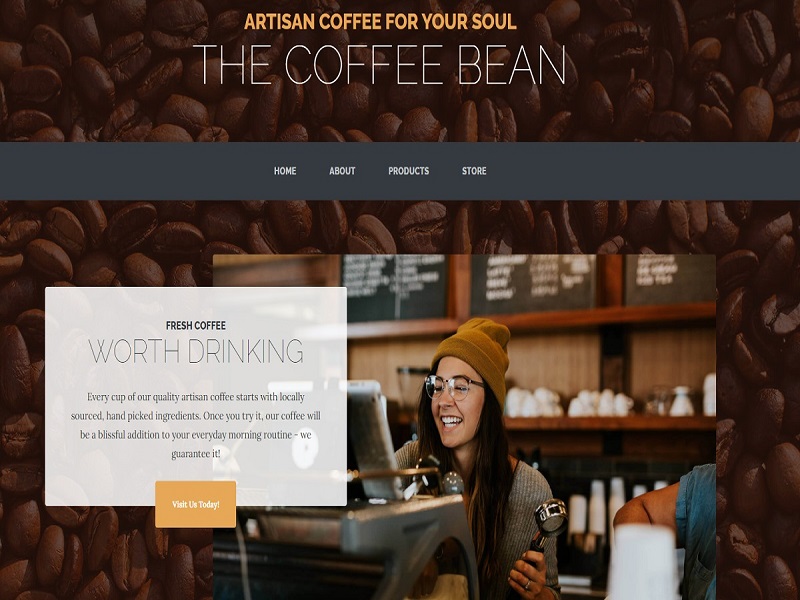 ARTISAN COFFEE FOR YOUR SOUL
THE COFFEE BEAN
HOME ABOUT PRODUCTS STORE
FRESH COFFEE
WORTH DRINKING
Every cup of our quality artisan coffee starts with locally
sourced, hand picked ingredients. Once you try it, our coffee will
be a blissful addition to your everyday morning routine - we
guarantee it!
Visit Us Today!